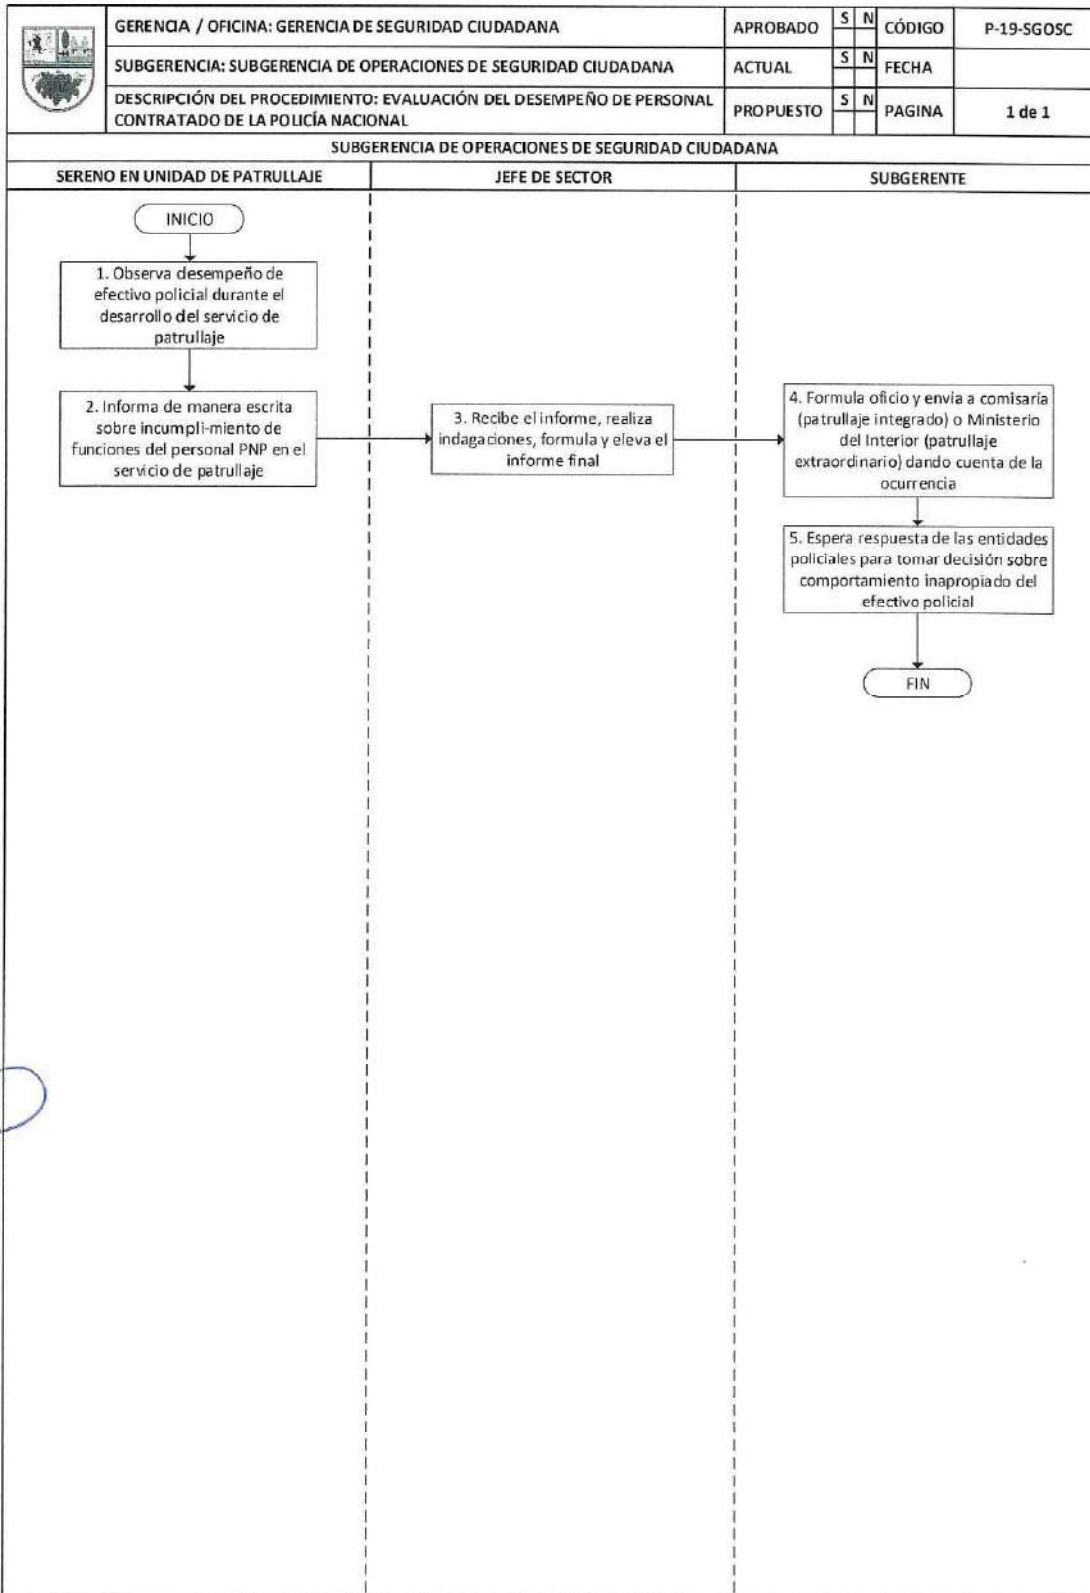 GERENCIA / OFICINA: GERENCIA DE SEGURIDAD CIUDADANA
APROBADO
S N
CÓDIGO
P-19-SGOSC
SUBGERENCIA: SUBGERENCIA DE OPERACIONES DE SEGURIDAD CIUDADANA
ACTUAL
S N
FECHA
DESCRIPCIÓN DEL PROCEDIMIENTO: EVALUACIÓN DEL DESEMPEÑO DE PERSONAL
CONTRATADO DE LA POLICÍA NACIONAL
PROPUESTO
S N
PAGINA
1 de 1
SUBGERENCIA DE OPERACIONES DE SEGURIDAD CIUDADANA
SERENO EN UNIDAD DE PATRULLAJE
JEFE DE SECTOR
SUBGERENTE
INICIO
1. Observa desempeño de
efectivo policial durante el
desarrollo del servicio de
patrullaje
2. Informa de manera escrita
sobre incumpli-miento de
funciones del personal PNP en el
servicio de patrullaje
3. Recibe el informe, realiza
indagaciones, formula y eleva el
informe final
4. Formula oficio y envia a comisaría
(patrullaje integrado) o Ministerio
del Interior (patrullaje
extraordinario) dando cuenta de la
ocurrencia
5. Espera respuesta de las entidades
policiales para tomar decisión sobre
comportamiento inapropiado del
efectivo policial
FIN